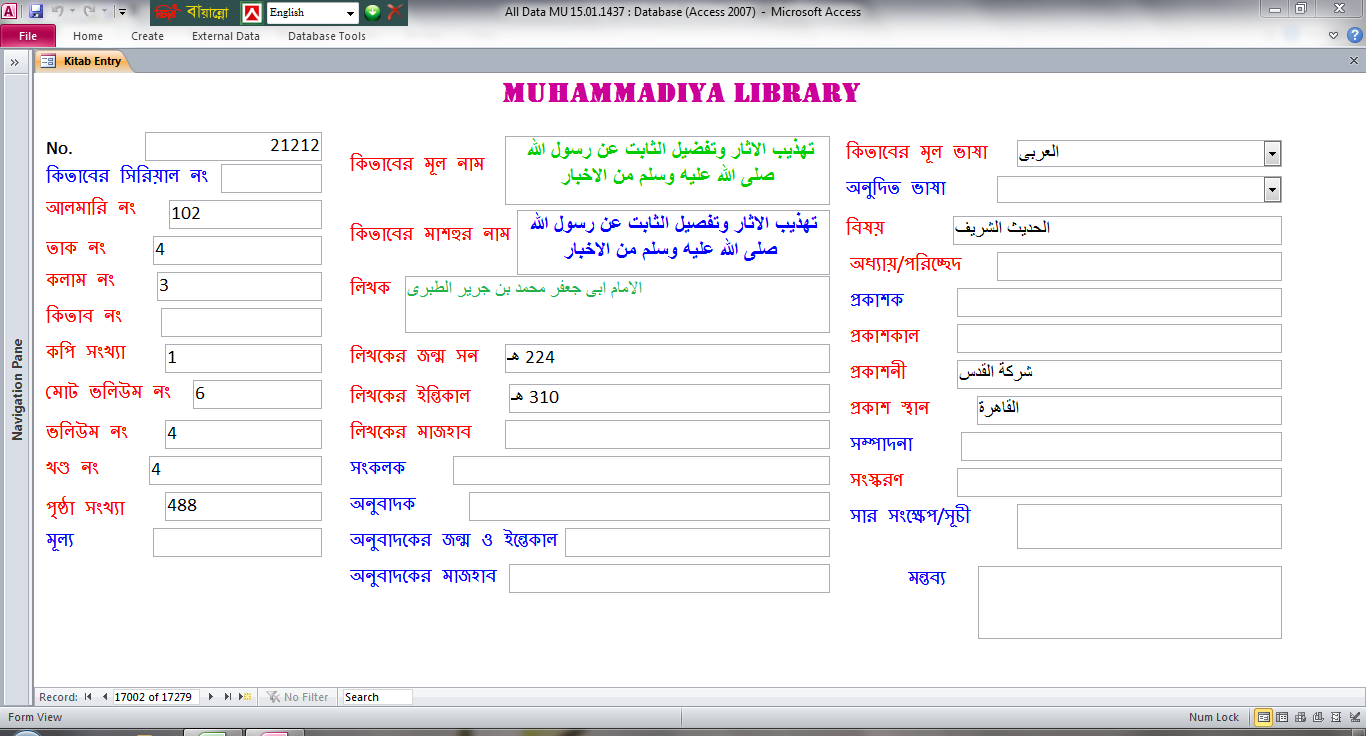 বায়ান্নো English
All Data MU 15.01.1437 : Database (Access 2007) - Microsoft Access
File Home Create External Data Database Tools
Kitab Entry
Navigation Pane
MUHAMMADIYA LIBRARY
No. 21212
কিতাবের সিরিয়াল নং
আলমারি নং 102
তাক নং 4
কলাম নং 3
কিতাব নং
কপি সংখ্যা 1
মোট ভলিউম নং 6
ভলিউম নং 4
খণ্ড নং 4
পৃষ্ঠা সংখ্যা 488
মূল্য
কিতাবের মূল নাম
تهذيب الاثار وتفضيل الثابت عن رسول الله
صلى الله عليه وسلم من الاخبار
কিতাবের মাশহুর নাম
تهذيب الاثار وتفصيل الثابت عن رسول الله
صلى الله عليه وسلم من الاخبار
লিখক الامام ابى جعفر محمد بن جرير الطبرى
লিখকের জন্ম সন 224 هـ
লিখকের ইন্তিকাল 310 هـ
লিখকের মাজহাব
সংকলক
অনুবাদক
অনুবাদকের জন্ম ও ইন্তেকাল
অনুবাদকের মাজহাব
কিতাবের মূল ভাষা العربى
অনুদিত ভাষা
বিষয় الحديث الشريف
অধ্যায়/পরিচ্ছেদ
প্রকাশক
প্রকাশকাল
প্রকাশনী شركة القدس
প্রকাশ স্থান القاهرة
সম্পাদনা
সংস্করণ
সার সংক্ষেপ/সূচী
মন্তব্য
Record: 17002 of 17279 No Filter Search
Form View Num Lock